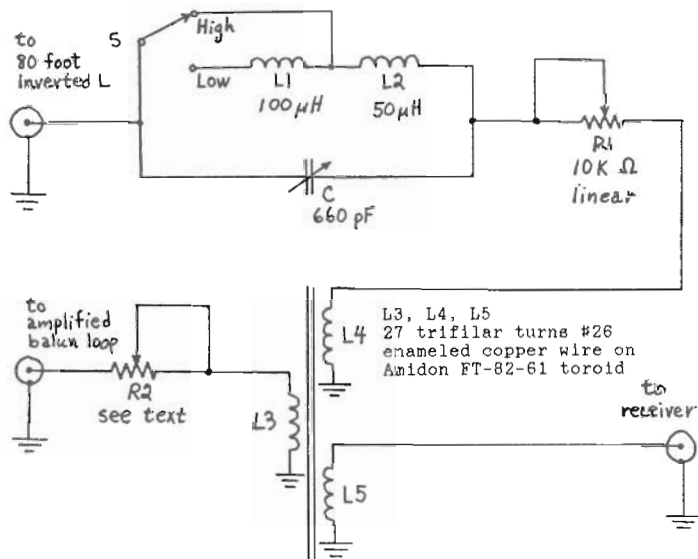 to
80 foot
inverted L
S
High
Low
L1
100 μH
L2
50 μH
C
660 pF
R1
10K Ω
linear
to
amplified
balun loop
R2
see text
L3
L4
L3, L4, L5
27 trifilar turns #26
enameled copper wire on
Amidon FT-82-61 toroid
L5
to
receiver